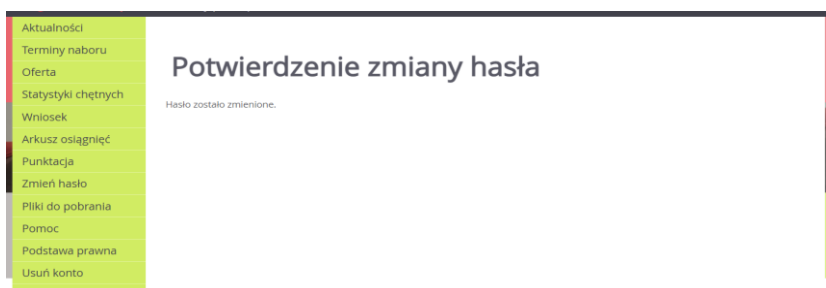 Aktualności
Terminy naboru
Oferta
Statystyki chętnych
Wniosek
Arkusz osiągnięć
Punktacja
Zmień hasło
Pliki do pobrania
Pomoc
Podstawa prawna
Usuń konto
Potwierdzenie zmiany hasła
Hasło zostało zmienione.